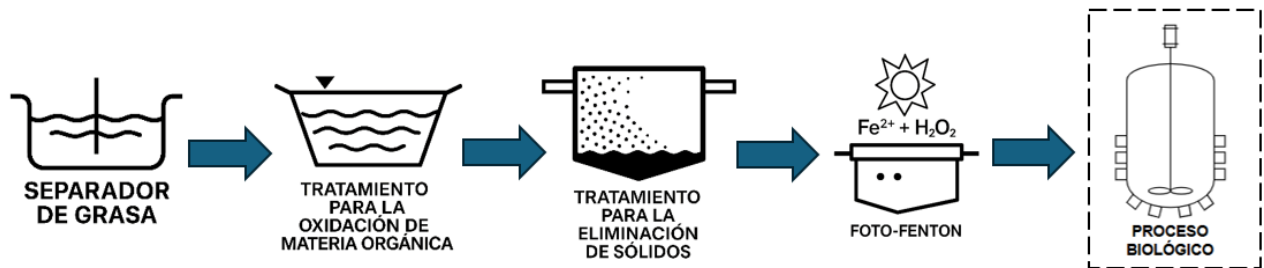 SEPARADOR
DE GRASA
TRATAMIENTO
PARA LA
OXIDACIÓN DE
MATERIA ORGÁNICA
TRATAMIENTO
PARA LA
ELIMINACIÓN
DE SÓLIDOS
Fe²⁺ + H₂O₂
FOTO-FENTON
PROCESO
BIOLÓGICO